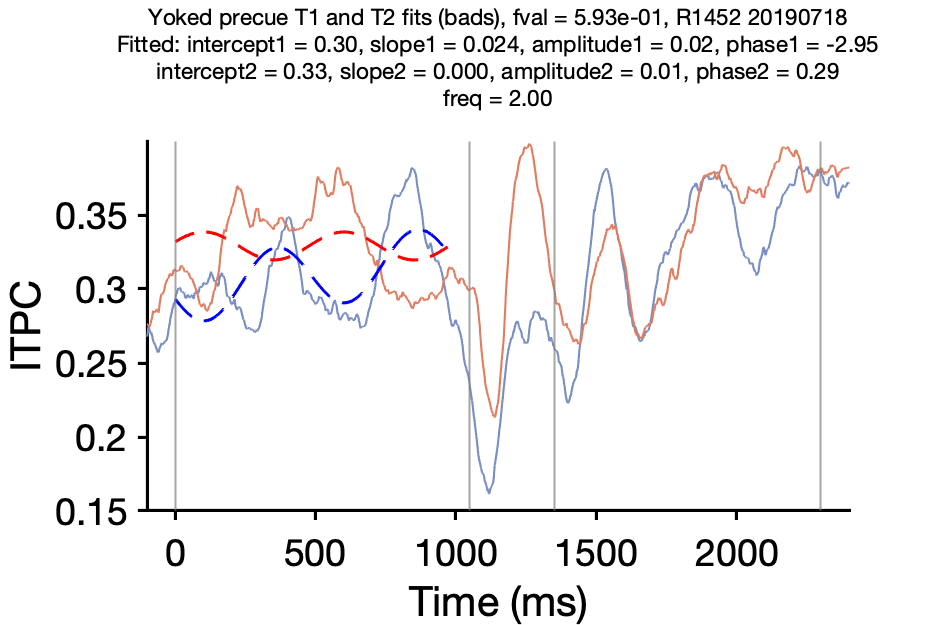 Yoked precue T1 and T2 fits (bads), fval = 5.93e-01, R1452 20190718
Fitted: intercept1 = 0.30, slope1 = 0.024, amplitude1 = 0.02, phase1 = -2.95
intercept2 = 0.33, slope2 = 0.000, amplitude2 = 0.01, phase2 = 0.29
freq = 2.00
0.35
0.3
0.25
0.2
0.15
ITPC
0 500 1000 1500 2000
Time (ms)